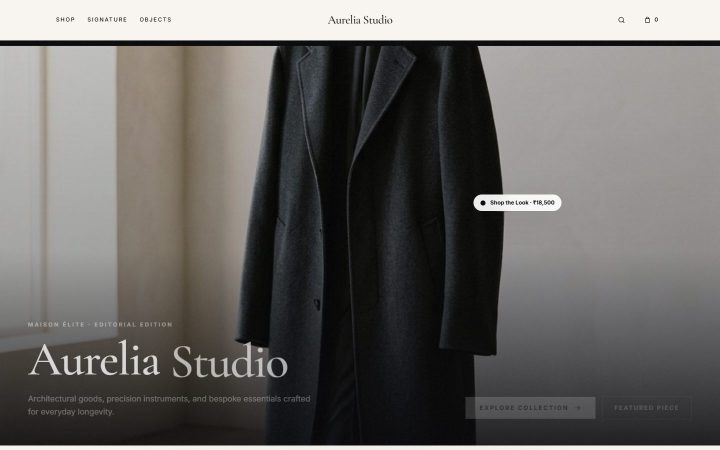 SHOP SIGNATURE OBJECTS
Aurelia Studio
0
Shop the Look · ₹18,500
MAISON ÉLITE · EDITORIAL EDITION
Aurelia Studio
Architectural goods, precision instruments, and bespoke essentials crafted
for everyday longevity.
EXPLORE COLLECTION →
FEATURED PIECE